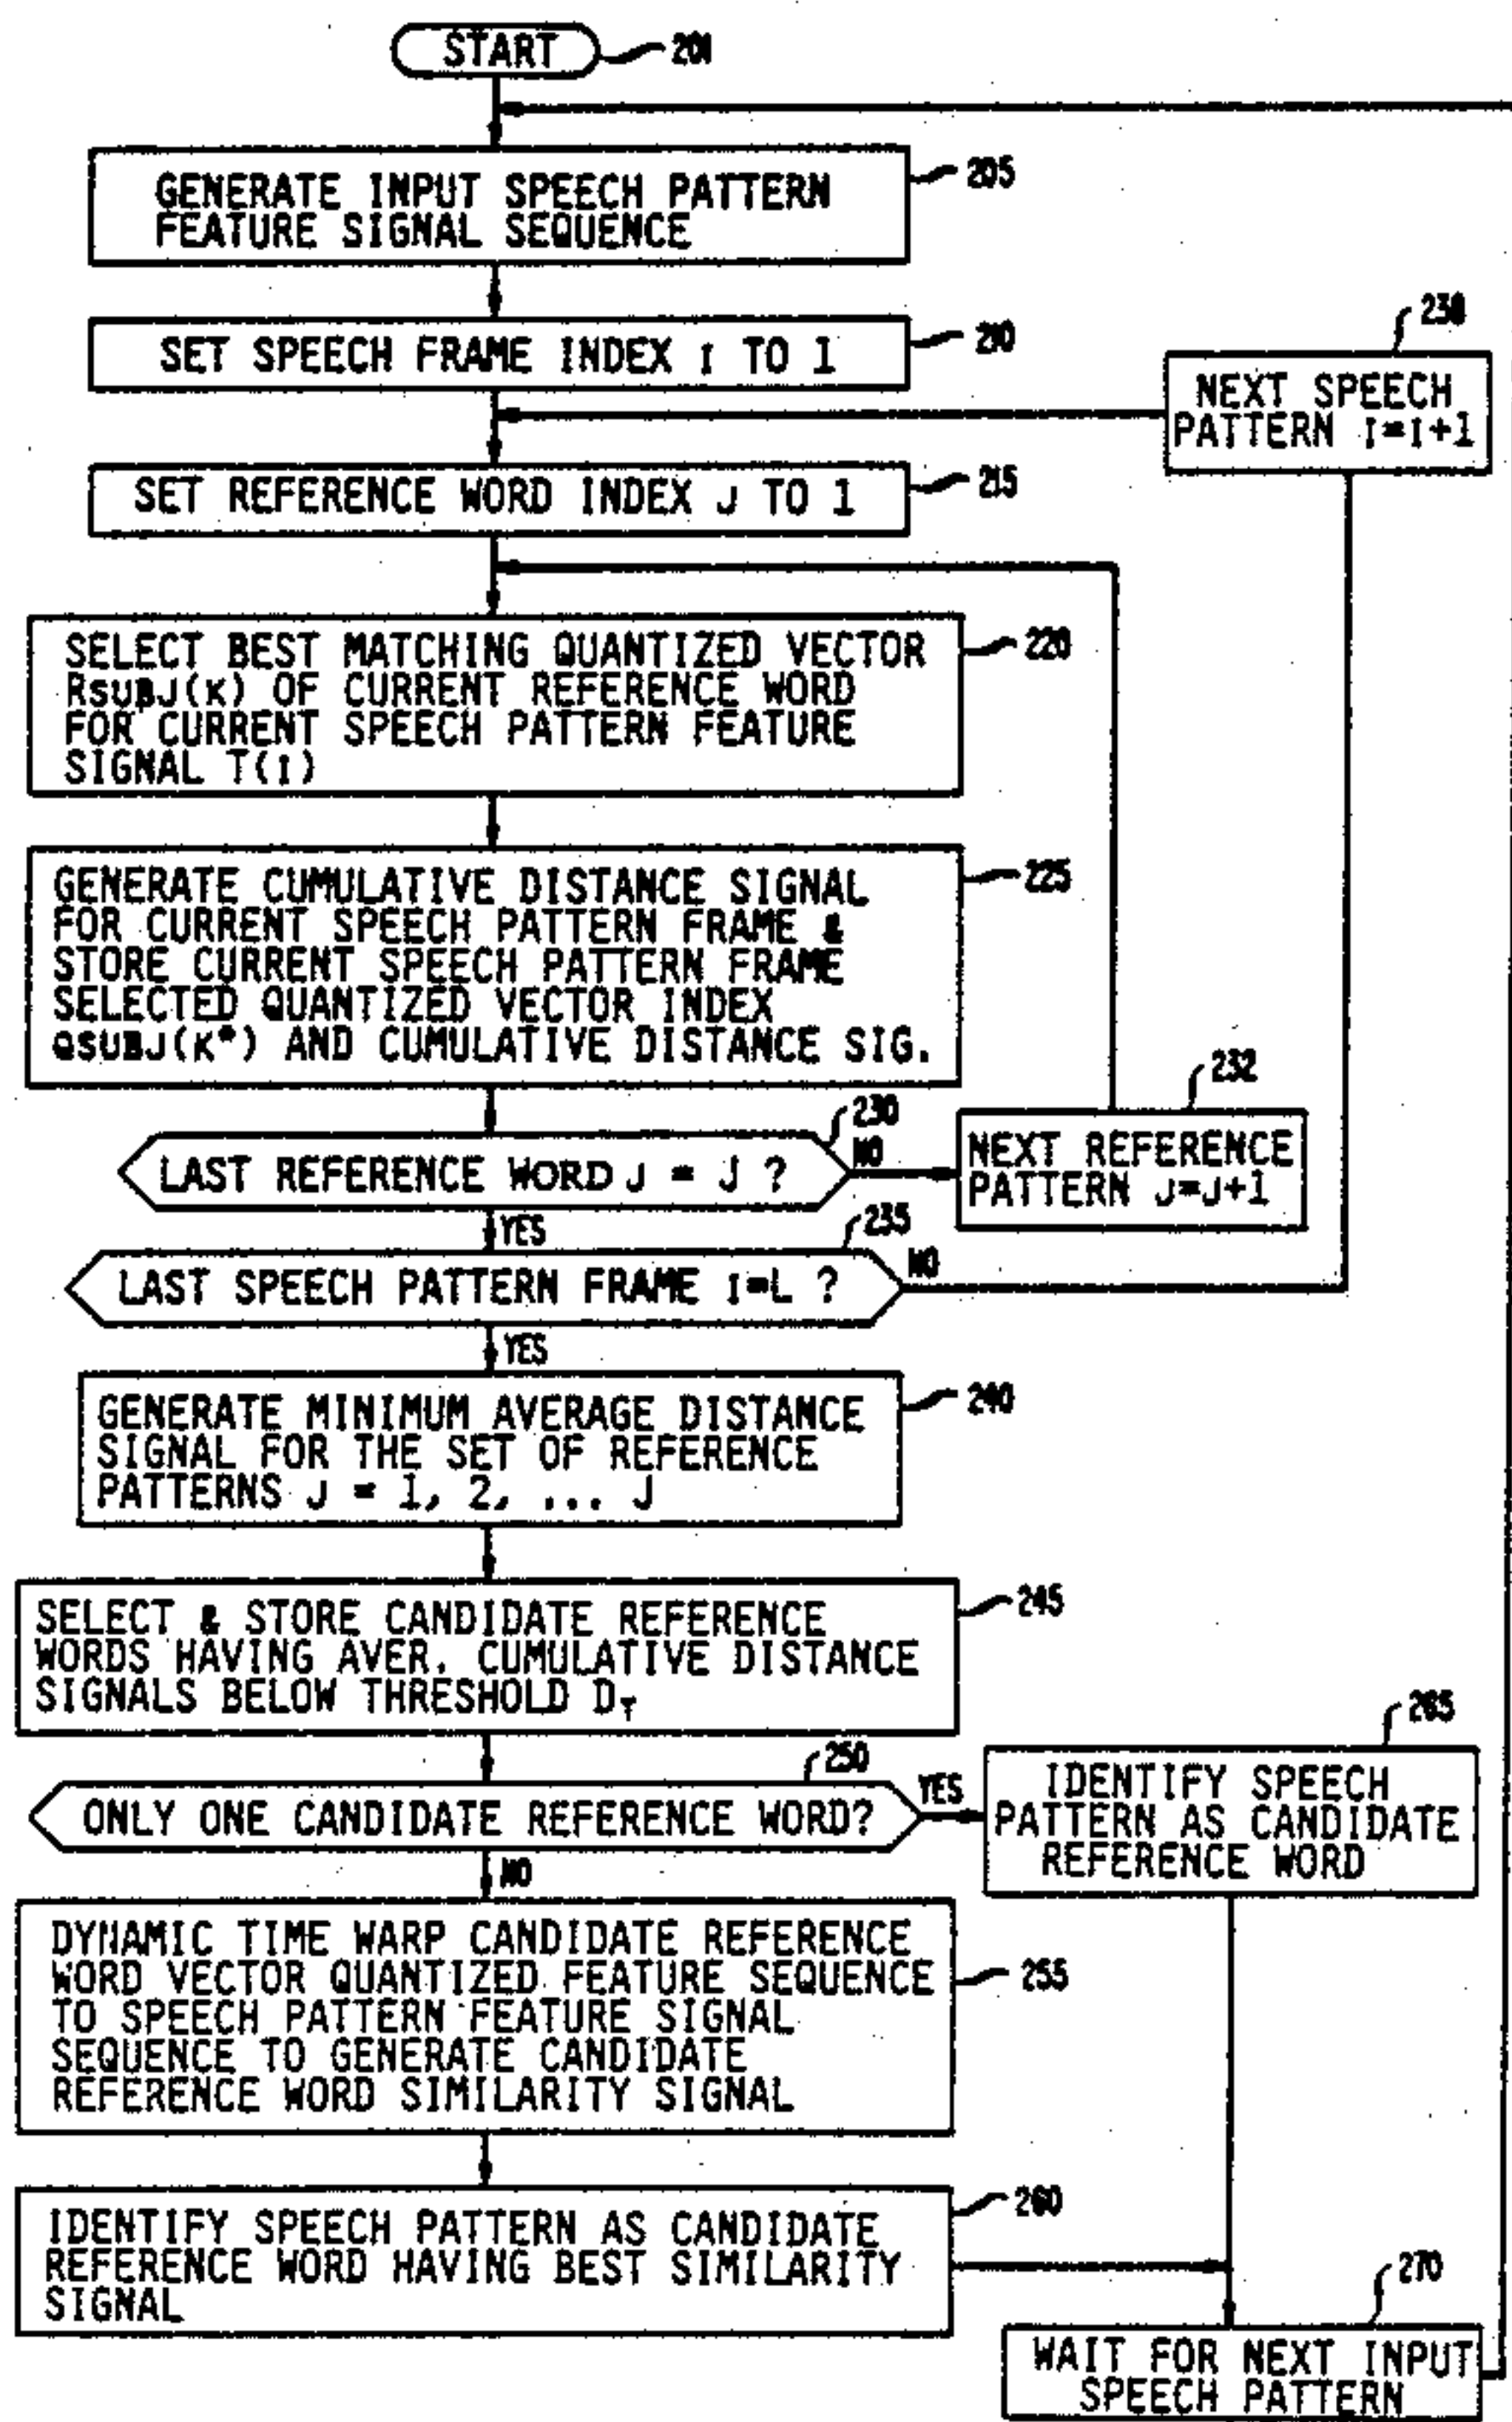 START
201
GENERATE INPUT SPEECH PATTERN
FEATURE SIGNAL SEQUENCE
205
SET SPEECH FRAME INDEX I TO 1
210
238
NEXT SPEECH
PATTERN I=I+1
SET REFERENCE WORD INDEX J TO 1
215
SELECT BEST MATCHING QUANTIZED VECTOR
RSUBJ(K) OF CURRENT REFERENCE WORD
FOR CURRENT SPEECH PATTERN FEATURE
SIGNAL T(I)
220
GENERATE CUMULATIVE DISTANCE SIGNAL
FOR CURRENT SPEECH PATTERN FRAME &
STORE CURRENT SPEECH PATTERN FRAME
SELECTED QUANTIZED VECTOR INDEX
QSUBJ(K*) AND CUMULATIVE DISTANCE SIG.
225
LAST REFERENCE WORD J = J ?
230
NO
232
NEXT REFERENCE
PATTERN J=J+1
YES
LAST SPEECH PATTERN FRAME I=L ?
235
NO
YES
GENERATE MINIMUM AVERAGE DISTANCE
SIGNAL FOR THE SET OF REFERENCE
PATTERNS J = 1, 2, ... J
240
SELECT & STORE CANDIDATE REFERENCE
WORDS HAVING AVER. CUMULATIVE DISTANCE
SIGNALS BELOW THRESHOLD DT
245
ONLY ONE CANDIDATE REFERENCE WORD?
250
YES
265
IDENTIFY SPEECH
PATTERN AS CANDIDATE
REFERENCE WORD
NO
DYNAMIC TIME WARP CANDIDATE REFERENCE
WORD VECTOR QUANTIZED FEATURE SEQUENCE
TO SPEECH PATTERN FEATURE SIGNAL
SEQUENCE TO GENERATE CANDIDATE
REFERENCE WORD SIMILARITY SIGNAL
255
IDENTIFY SPEECH PATTERN AS CANDIDATE
REFERENCE WORD HAVING BEST SIMILARITY
SIGNAL
260
270
WAIT FOR NEXT INPUT
SPEECH PATTERN